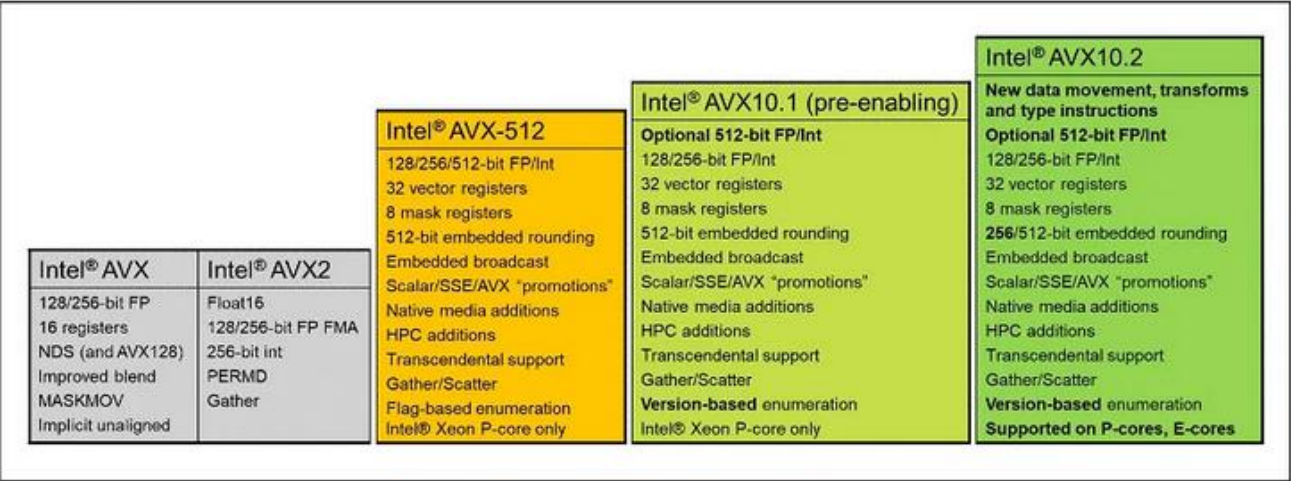 Intel® AVX
128/256-bit FP
16 registers
NDS (and AVX128)
Improved blend
MASKMOV
Implicit unaligned
Intel® AVX2
Float16
128/256-bit FP FMA
256-bit int
PERMD
Gather
Intel® AVX-512
128/256/512-bit FP/Int
32 vector registers
8 mask registers
512-bit embedded rounding
Embedded broadcast
Scalar/SSE/AVX “promotions”
Native media additions
HPC additions
Transcendental support
Gather/Scatter
Flag-based enumeration
Intel® Xeon P-core only
Intel® AVX10.1 (pre-enabling)
Optional 512-bit FP/Int
128/256-bit FP/Int
32 vector registers
8 mask registers
512-bit embedded rounding
Embedded broadcast
Scalar/SSE/AVX “promotions”
Native media additions
HPC additions
Transcendental support
Gather/Scatter
Version-based enumeration
Intel® Xeon P-core only
Intel® AVX10.2
New data movement, transforms
and type instructions
Optional 512-bit FP/Int
128/256-bit FP/Int
32 vector registers
8 mask registers
256/512-bit embedded rounding
Embedded broadcast
Scalar/SSE/AVX “promotions”
Native media additions
HPC additions
Transcendental support
Gather/Scatter
Version-based enumeration
Supported on P-cores, E-cores